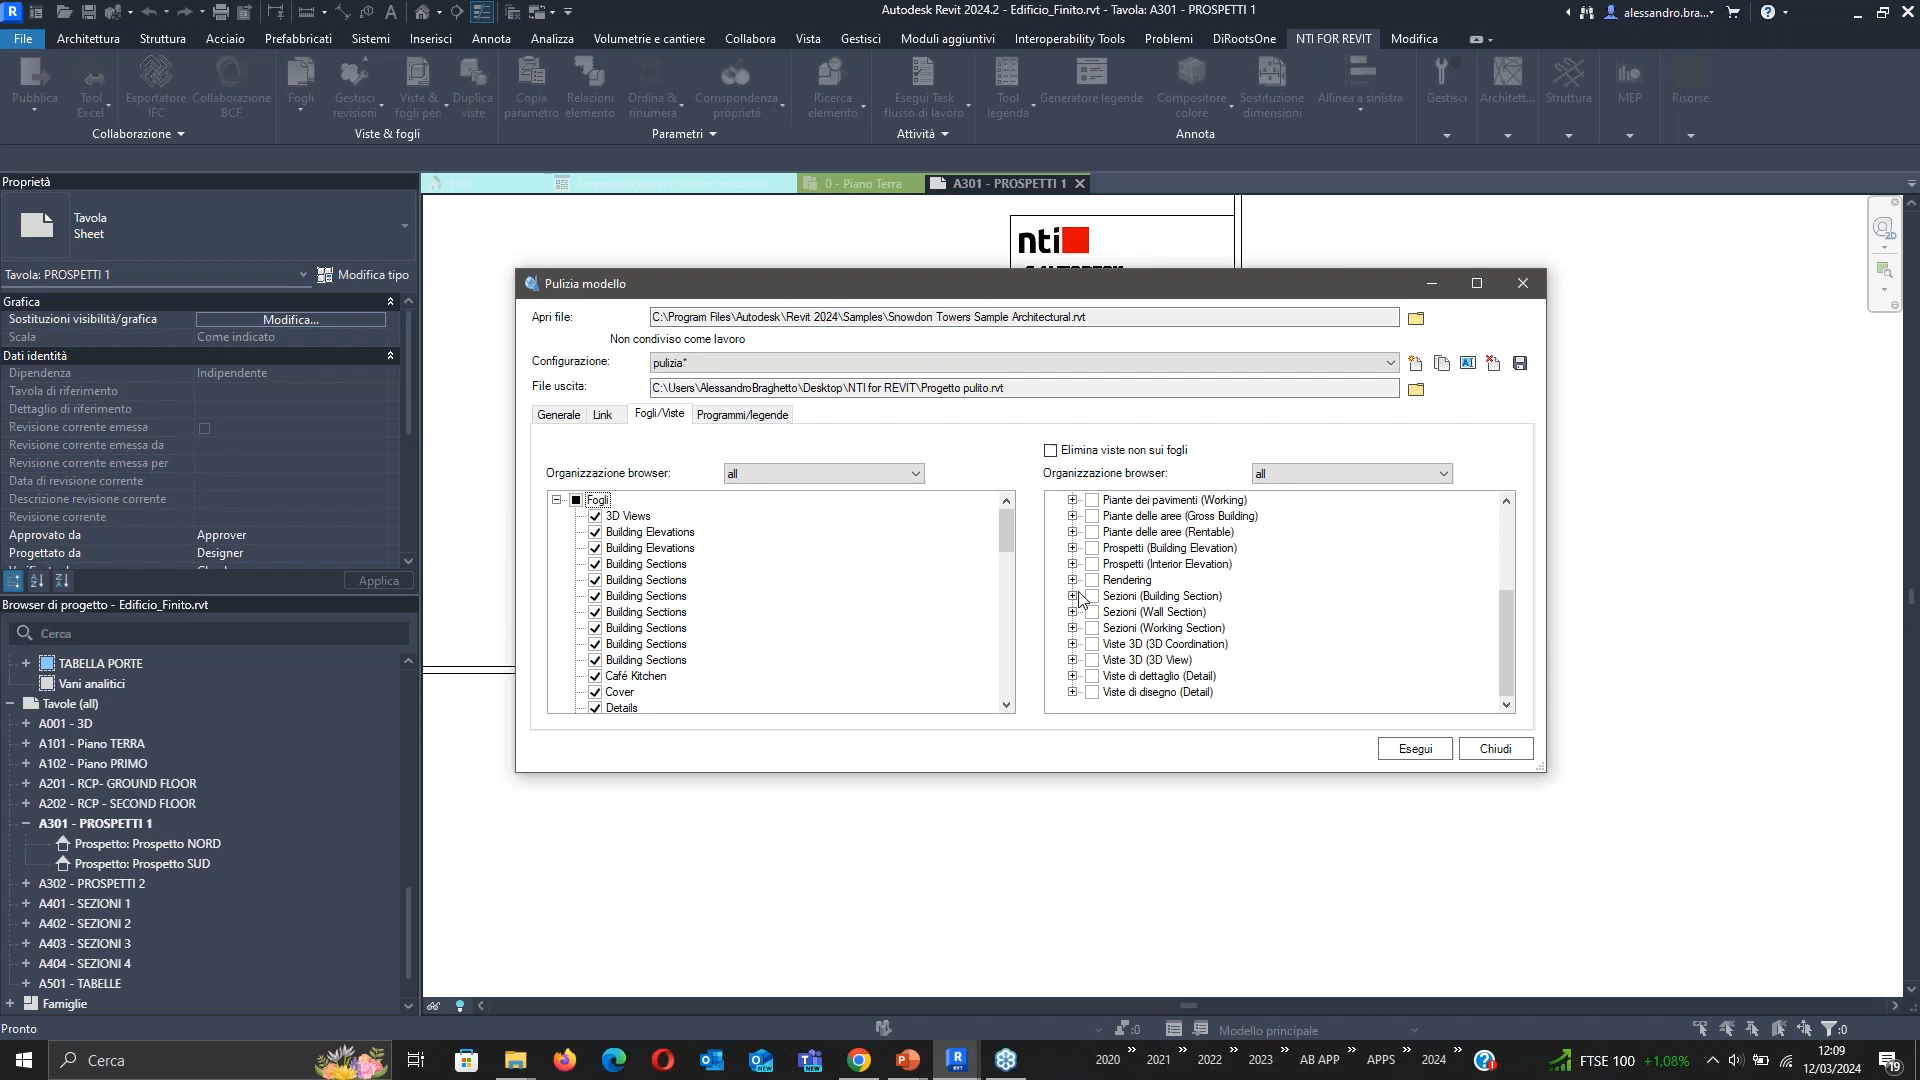 Autodesk Revit 2024.2 - Edificio_Finito.rvt - Tavola: A301 - PROSPETTI 1
alessandro.bra...
File Architettura Struttura Acciaio Prefabbricati Sistemi Inserisci Annota Analizza Volumetrie e cantiere Collabora Vista Gestisci Moduli aggiuntivi Interoperability Tools Problemi DiRootsOne NTI FOR REVIT Modifica
Pubblica
Tool Excel
Esportatore IFC
Collaborazione BCF
Fogli
Gestisci revisioni
Viste & fogli per:
Duplica viste
Copia parametro
Relazioni elemento
Ordina & rinumera
Corrispondenza proprietà
Ricerca elemento
Esegui Task flusso di lavoro
Tool legenda
Generatore legende
Compositore colore
Sostituzione dimensioni
Allinea a sinistra
Gestisci
Architett...
Struttura
MEP
Risorse
Collaborazione Viste & fogli Parametri Attività Annota
Proprietà
Tavola
Sheet
Tavola: PROSPETTI 1
Modifica tipo
Grafica
Sostituzioni visibilità/grafica Modifica...
Scala Come indicato
Dati identità
Dipendenza Indipendente
Tavola di riferimento
Dettaglio di riferimento
Revisione corrente emessa
Revisione corrente emessa da
Revisione corrente emessa per
Data di revisione corrente
Descrizione revisione corrente
Revisione corrente
Approvato da Approver
Progettato da Designer
Applica
Browser di progetto - Edificio_Finito.rvt
Cerca
TABELLA PORTE
Vani analitici
Tavole (all)
A001 - 3D
A101 - Piano TERRA
A102 - Piano PRIMO
A201 - RCP- GROUND FLOOR
A202 - RCP - SECOND FLOOR
A301 - PROSPETTI 1
Prospetto: Prospetto NORD
Prospetto: Prospetto SUD
A302 - PROSPETTI 2
A401 - SEZIONI 1
A402 - SEZIONI 2
A403 - SEZIONI 3
A404 - SEZIONI 4
A501 - TABELLE
Famiglie
0 - Piano Terra
A301 - PROSPETTI 1
nti
2D
Pulizia modello
Apri file: C:\Program Files\Autodesk\Revit 2024\Samples\Snowdon Towers Sample Architectural.rvt
Non condiviso come lavoro
Configurazione: pulizia*
File uscita: C:\Users\AlessandroBraghetto\Desktop\NTI for REVIT\Progetto pulito.rvt
Generale Link Fogli/Viste Programmi/legende
Elimina viste non sui fogli
Organizzazione browser: all
Organizzazione browser: all
Fogli
3D Views
Building Elevations
Building Elevations
Building Sections
Building Sections
Building Sections
Building Sections
Building Sections
Building Sections
Building Sections
Café Kitchen
Cover
Details
Piante dei pavimenti (Working)
Piante delle aree (Gross Building)
Piante delle aree (Rentable)
Prospetti (Building Elevation)
Prospetti (Interior Elevation)
Rendering
Sezioni (Building Section)
Sezioni (Wall Section)
Sezioni (Working Section)
Viste 3D (3D Coordination)
Viste 3D (3D View)
Viste di dettaglio (Detail)
Viste di disegno (Detail)
Esegui Chiudi
Pronto
:0
Modello principale
:0
Cerca
2020 2021 2022 2023 AB APP APPS 2024
FTSE 100 +1,08%
12:09
12/03/2024
19